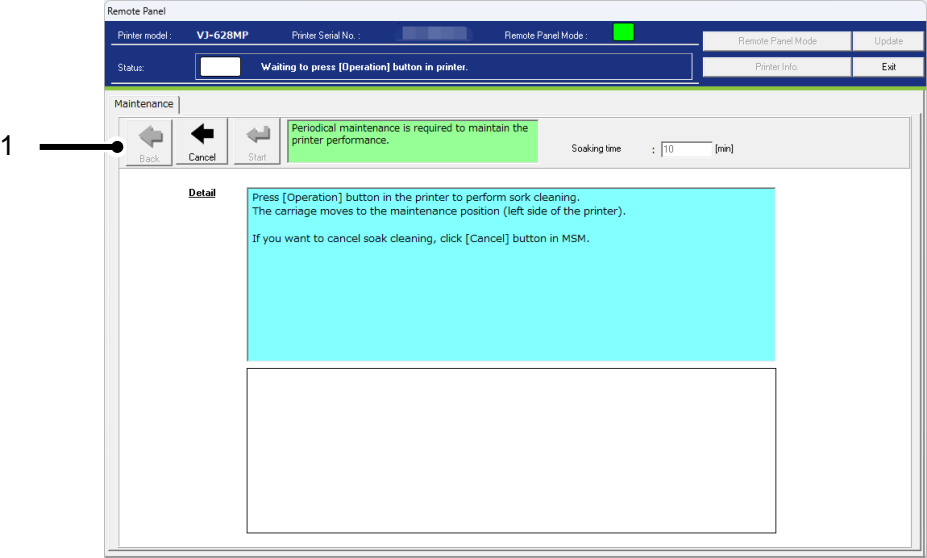 Remote Panel
Printer model : VJ-628MP Printer Serial No. : Remote Panel Mode : Remote Panel Mode Update
Status: Waiting to press [Operation] button in printer. Printer Info. Exit
Maintenance
1
Back Cancel Start
Periodical maintenance is required to maintain the
printer performance.
Soaking time : 10 [min]
Detail
Press [Operation] button in the printer to perform sork cleaning.
The carriage moves to the maintenance position (left side of the printer).
If you want to cancel soak cleaning, click [Cancel] button in MSM.